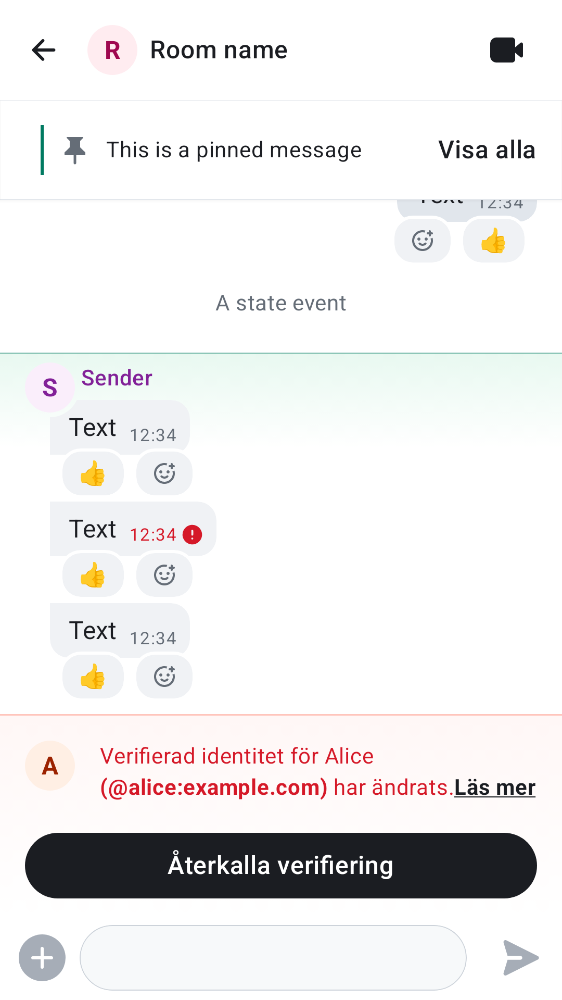 R Room name
This is a pinned message Visa alla
Text 12:34
A state event
S Sender
Text 12:34
Text 12:34
Text 12:34
A Verifierad identitet för Alice
(@alice:example.com) har ändrats.Läs mer
Återkalla verifiering